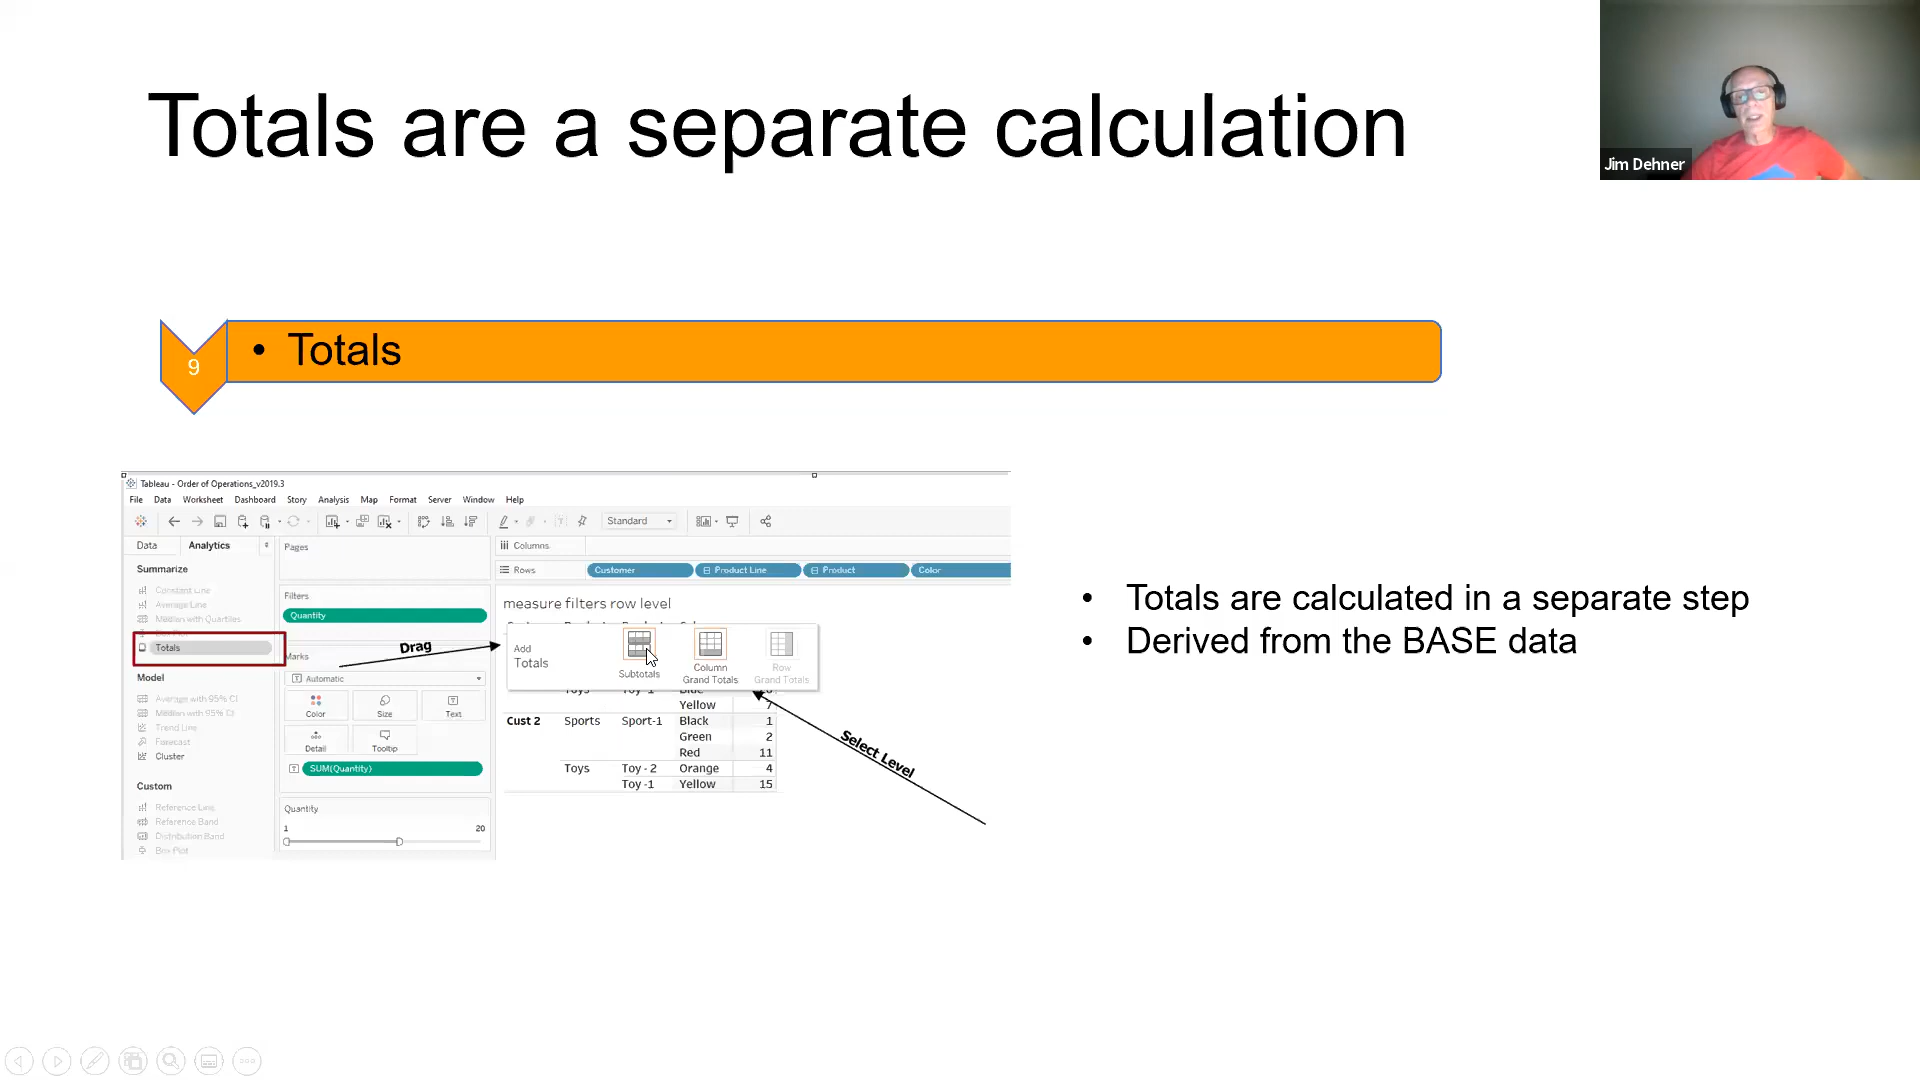 Totals are a separate calculation
Jim Dehner
9
• Totals
Tableau - Order of Operations_v2019.3
File Data Worksheet Dashboard Story Analysis Map Format Server Window Help
Standard
Data Analytics
Pages
Columns
Rows Customer Product Line Product Color
Summarize
Constant Line
Average Line
Median with Quartiles
Totals
Model
Average with 95% CI
Median with 95% CI
Trend Line
Forecast
Cluster
Custom
Reference Line
Reference Band
Distribution Band
Box Plot
Filters
Quantity
Marks
Automatic
Color Size Text
Detail Tooltip
SUM(Quantity)
Quantity
1 20
Drag
measure filters row level
Add
Totals
Subtotals
Column
Grand Totals
Row
Grand Totals
Toys Toy-1 Blue
Yellow 7
Cust 2 Sports Sport-1 Black 1
Green 2
Red 11
Toys Toy - 2 Orange 4
Toy -1 Yellow 15
Select Level
• Totals are calculated in a separate step
• Derived from the BASE data